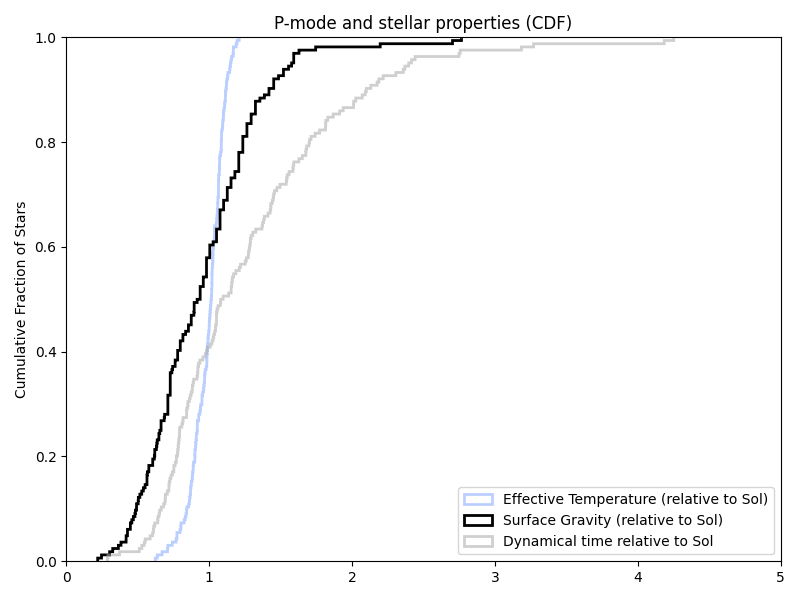 P-mode and stellar properties (CDF)
1.0
0.8
0.6
0.4
0.2
0.0
Cumulative Fraction of Stars
Effective Temperature (relative to Sol)
Surface Gravity (relative to Sol)
Dynamical time relative to Sol
0 1 2 3 4 5